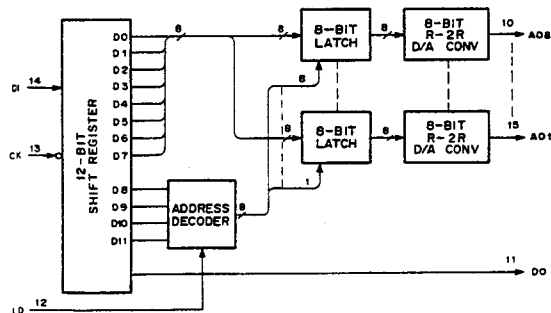 DI 14
CK 13
LD 12
12-BIT
SHIFT REGISTER
D0
D1
D2
D3
D4
D5
D6
D7
D8
D9
D10
D11
8
ADDRESS
DECODER
8
8
8-BIT
LATCH
8
8-BIT
R-2R
D/A CONV
10
AO8
8
8
8-BIT
LATCH
8
8-BIT
R-2R
D/A CONV
15
AO1
1
11
DO